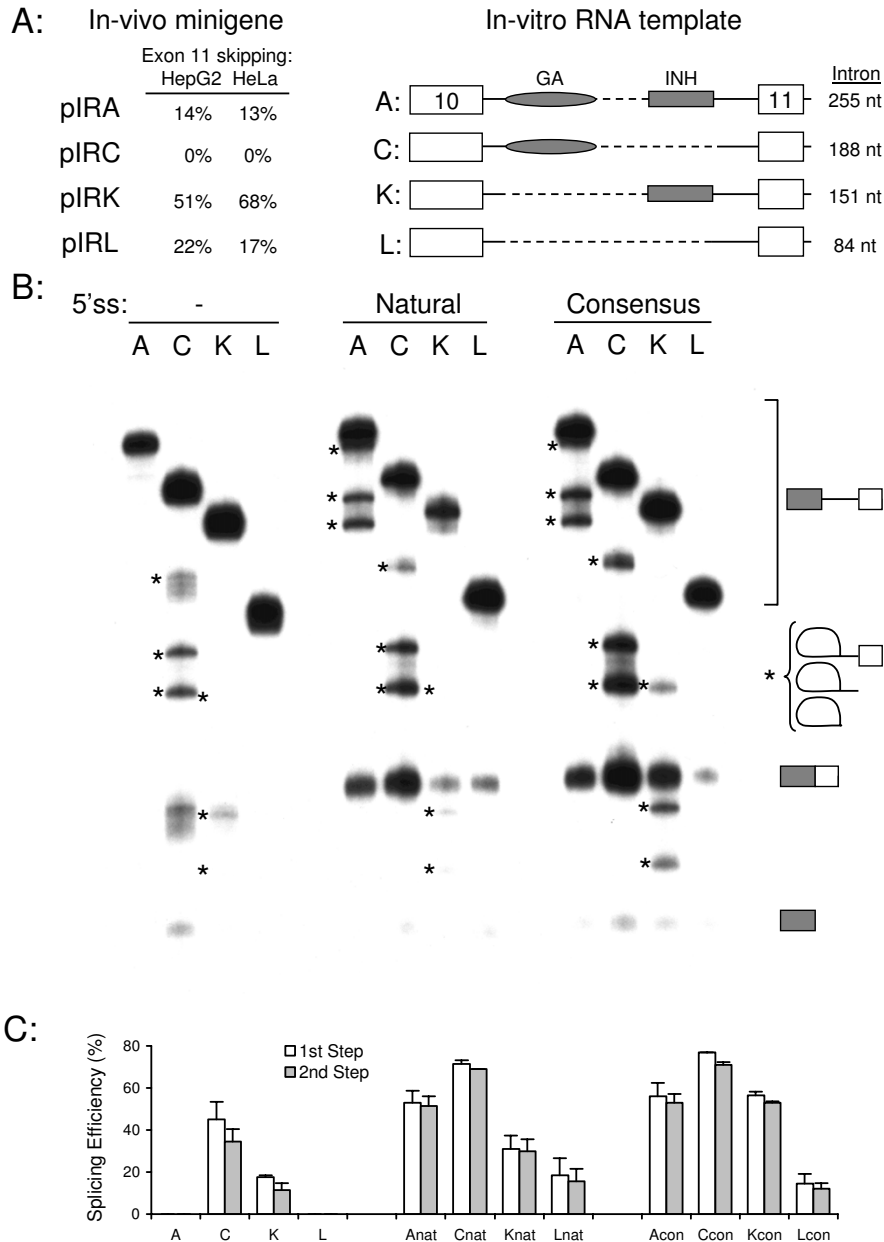 A: In-vivo minigene In-vitro RNA template
Exon 11 skipping:
HepG2 HeLa
pIRA 14% 13%
pIRC 0% 0%
pIRK 51% 68%
pIRL 22% 17%
GA INH Intron
A: 10 11 255 nt
C: 188 nt
K: 151 nt
L: 84 nt
B: 5'ss: - Natural Consensus
A C K L A C K L A C K L
* * * * * * * * * * * * * * * * * * * * * * *
C:
Splicing Efficiency (%)
80
60
40
20
0
1st Step
2nd Step
A C K L Anat Cnat Knat Lnat Acon Ccon Kcon Lcon